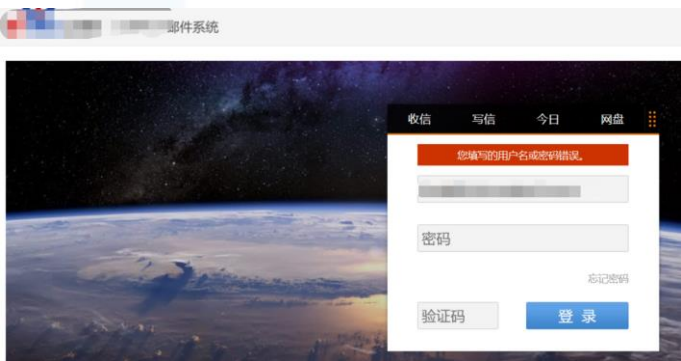 邮件系统
收信 写信 今日 网盘
您填写的用户名或密码错误。
密码
忘记密码
验证码 登 录